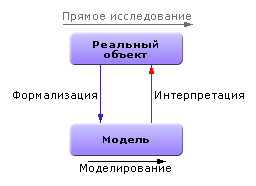 Прямое исследование
Реальный
объект
Формализация
Интерпретация
Модель
Моделирование